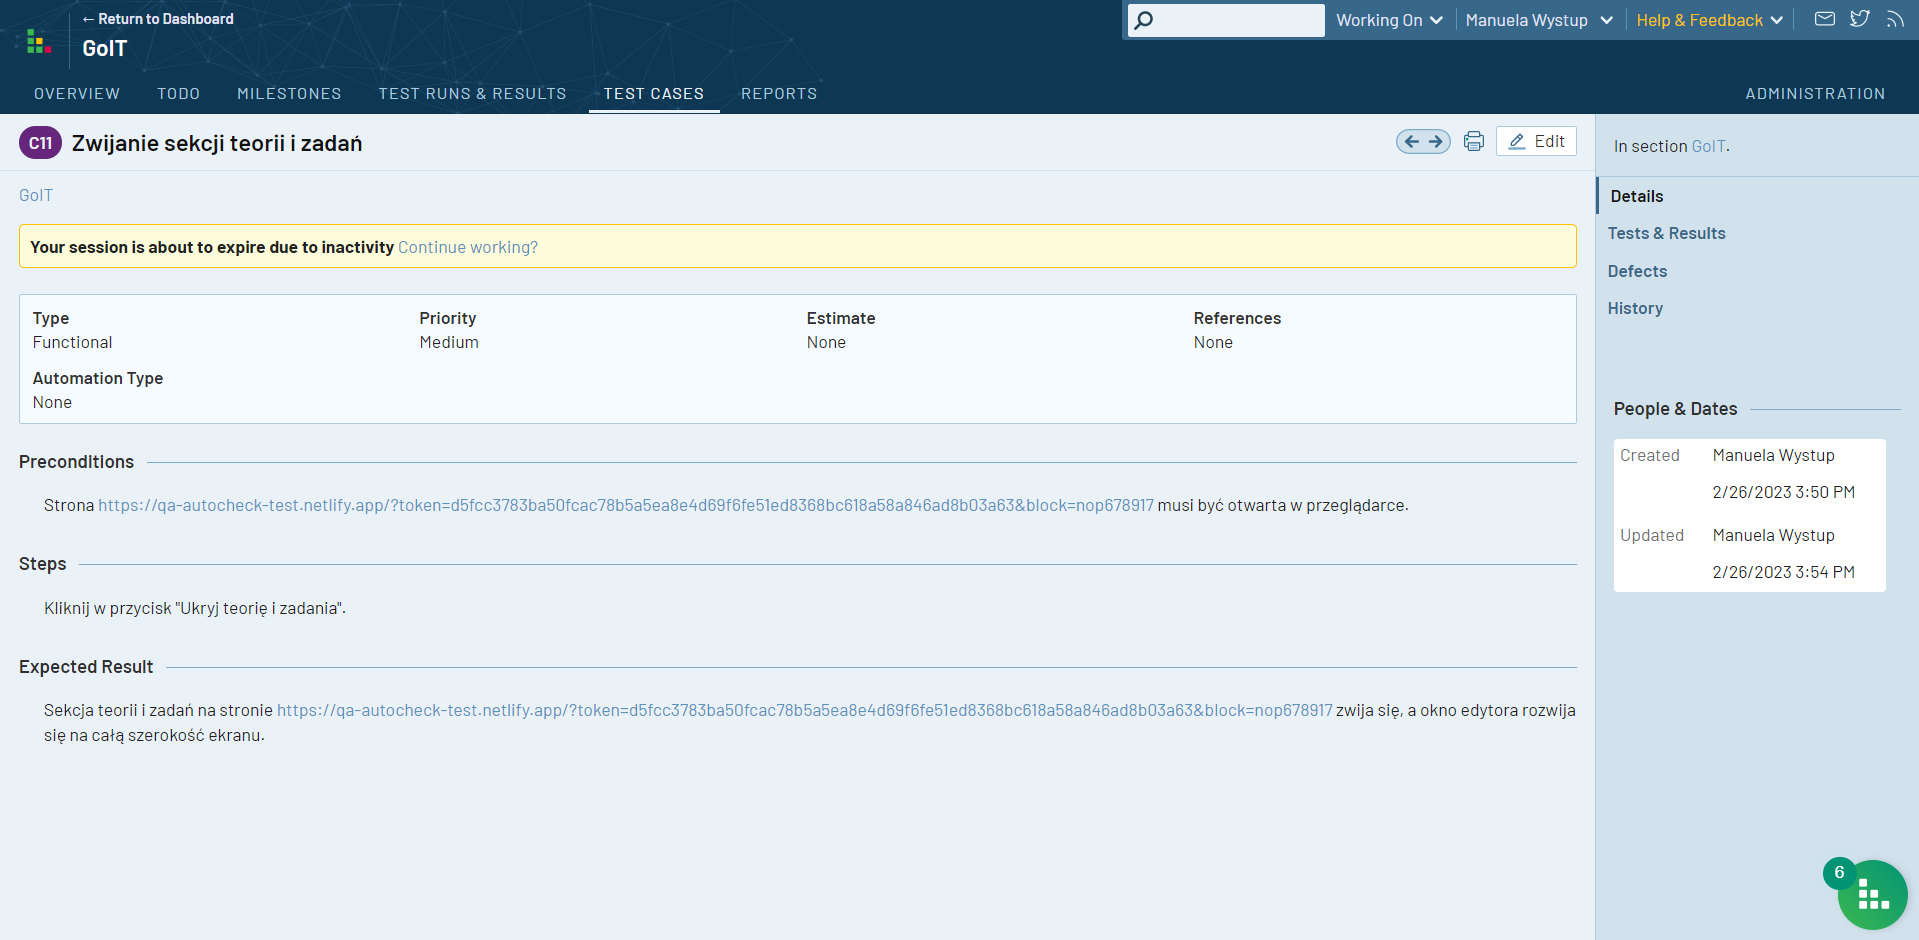 ← Return to Dashboard
GoIT
Working On
Manuela Wystup
Help & Feedback
OVERVIEW
TODO
MILESTONES
TEST RUNS & RESULTS
TEST CASES
REPORTS
ADMINISTRATION
C11
Zwijanie sekcji teorii i zadań
Edit
GoIT
Your session is about to expire due to inactivity Continue working?
Type
Functional
Priority
Medium
Estimate
None
References
None
Automation Type
None
Preconditions
Strona https://qa-autocheck-test.netlify.app/?token=d5fcc3783ba50fcac78b5a5ea8e4d69f6fe51ed8368bc618a58a846ad8b03a63&block=nop678917 musi być otwarta w przeglądarce.
Steps
Kliknij w przycisk "Ukryj teorię i zadania".
Expected Result
Sekcja teorii i zadań na stronie https://qa-autocheck-test.netlify.app/?token=d5fcc3783ba50fcac78b5a5ea8e4d69f6fe51ed8368bc618a58a846ad8b03a63&block=nop678917 zwija się, a okno edytora rozwija
się na całą szerokość ekranu.
In section GoIT.
Details
Tests & Results
Defects
History
People & Dates
Created
Manuela Wystup
2/26/2023 3:50 PM
Updated
Manuela Wystup
2/26/2023 3:54 PM
6